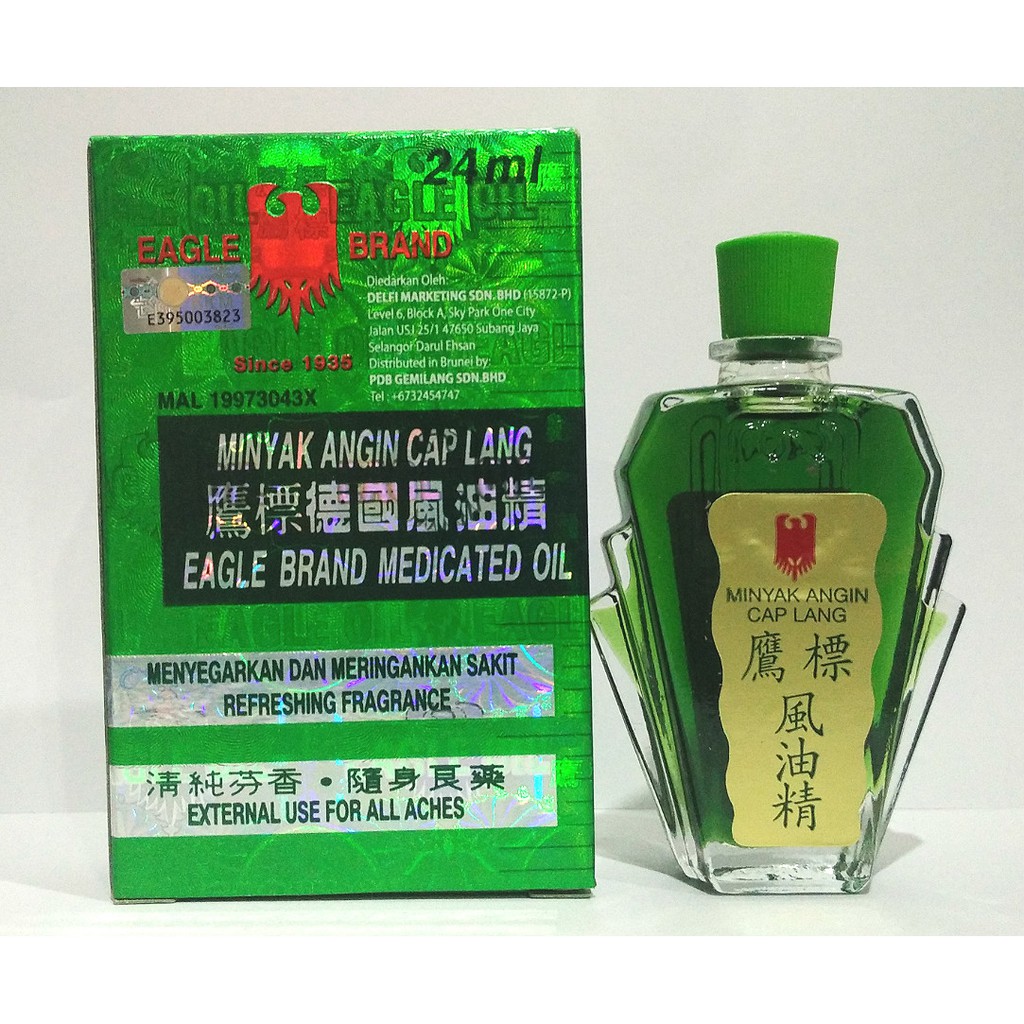 24ml
EAGLE BRAND
Diedarkan Oleh:
DELFI MARKETING SDN.BHD (15872-P)
Level 6, Block A, Sky Park One City
Jalan USJ 25/1 47650 Subang Jaya
Selangor Darul Ehsan
Distributed in Brunei by:
PDB GEMILANG SDN.BHD
Tel : +6732454747
E395003823
Since 1935
MAL 19973043X
MINYAK ANGIN CAP LANG
鷹標德國風油精
EAGLE BRAND MEDICATED OIL
MENYEGARKAN DAN MERINGANKAN SAKIT
REFRESHING FRAGRANCE
清純芬香・隨身良藥
EXTERNAL USE FOR ALL ACHES
MINYAK ANGIN
CAP LANG
鷹標
風油精